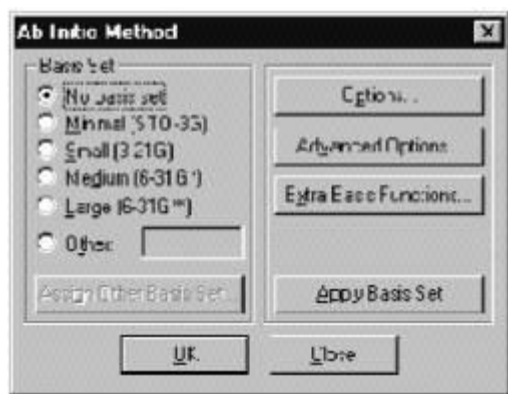 Ab Initio Method
Basis Set
No basis set
Minimal (STO-3G)
Small (3-21G)
Medium (6-31G*)
Large (6-31G**)
Other:
Assign Other Basis Set...
Options...
Advanced Options...
Extra Basis Functions...
Apply Basis Set
OK
Close